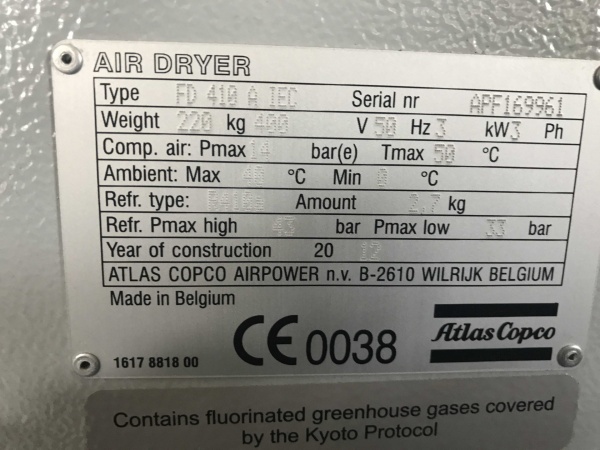 AIR DRYER
Type FD 410 A IEC Serial nr APF169961
Weight 220 kg 400 V 50 Hz 3 kW 3 Ph
Comp. air: Pmax 14 bar(e) Tmax 50 °C
Ambient: Max 40 °C Min °C
Refr. type: Amount 2,7 kg
Refr. Pmax high 43 bar Pmax low 33 bar
Year of construction 20 12
ATLAS COPCO AIRPOWER n.v. B-2610 WILRIJK BELGIUM
Made in Belgium
CE 0038
Atlas Copco
1617 8818 00
Contains fluorinated greenhouse gases covered
by the Kyoto Protocol